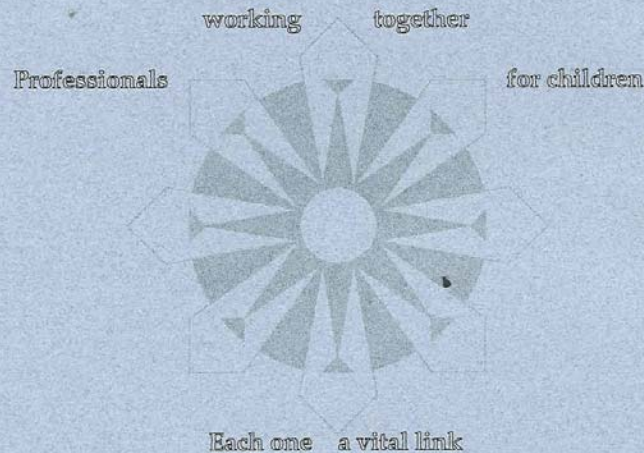 Professionals
working together
for children
Each one a vital link